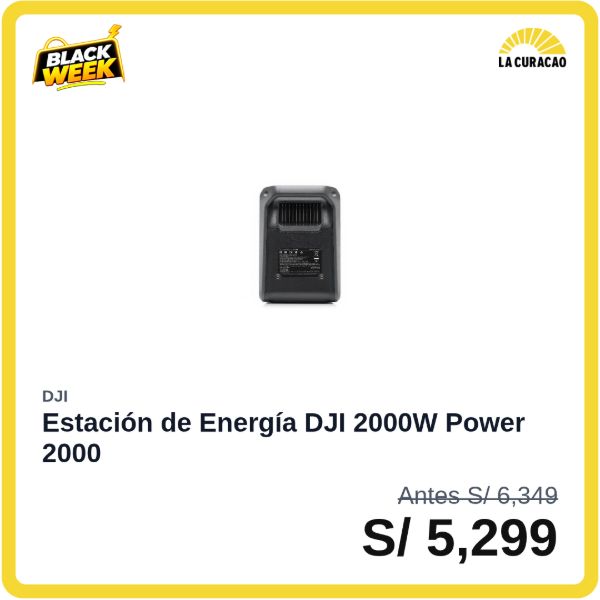 BLACK
WEEK
LA CURACAO
DJI
Estación de Energía DJI 2000W Power
2000
Antes S/ 6,349
S/ 5,299